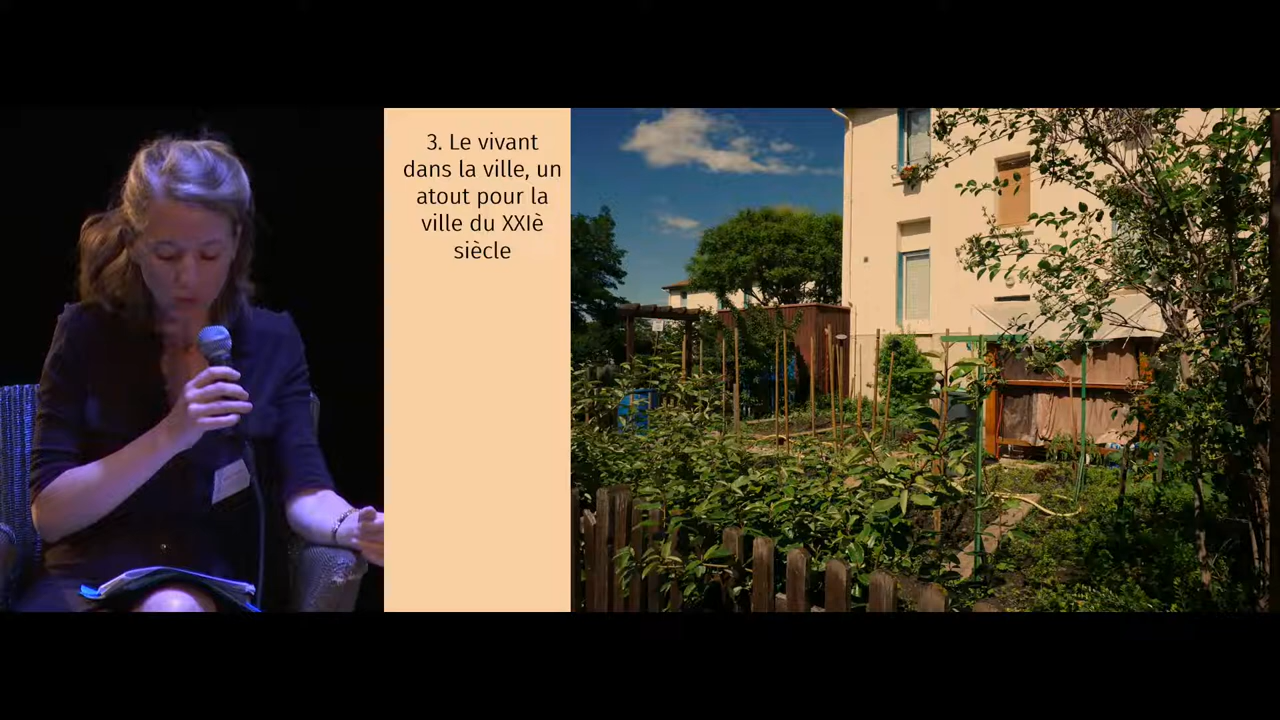 3. Le vivant
dans la ville, un
atout pour la
ville du XXIè
siècle